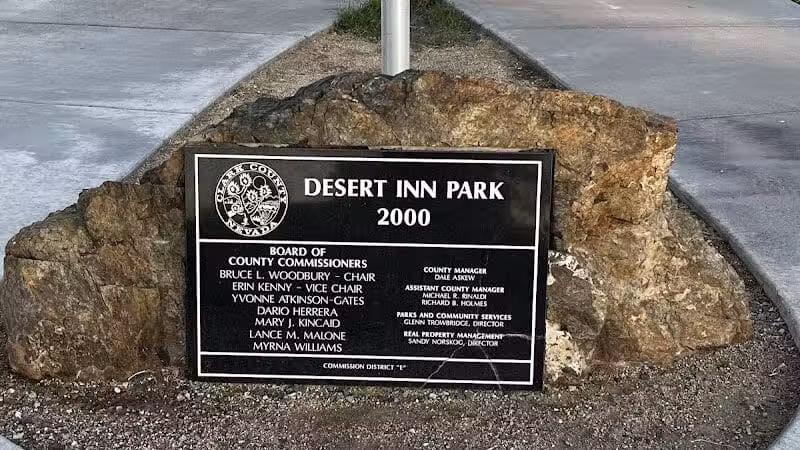 CLARK COUNTY
NEVADA
DESERT INN PARK
2000
BOARD OF
COUNTY COMMISSIONERS
BRUCE L. WOODBURY - CHAIR
ERIN KENNY - VICE CHAIR
YVONNE ATKINSON-GATES
DARIO HERRERA
MARY J. KINCAID
LANCE M. MALONE
MYRNA WILLIAMS
COUNTY MANAGER
DALE ASKEW
ASSISTANT COUNTY MANAGER
MICHAEL R. RINALDI
RICHARD B. HOLMES
PARKS AND COMMUNITY SERVICES
GLENN TROWBRIDGE, DIRECTOR
REAL PROPERTY MANAGEMENT
SANDY NORSKOG, DIRECTOR
COMMISSION DISTRICT "E"